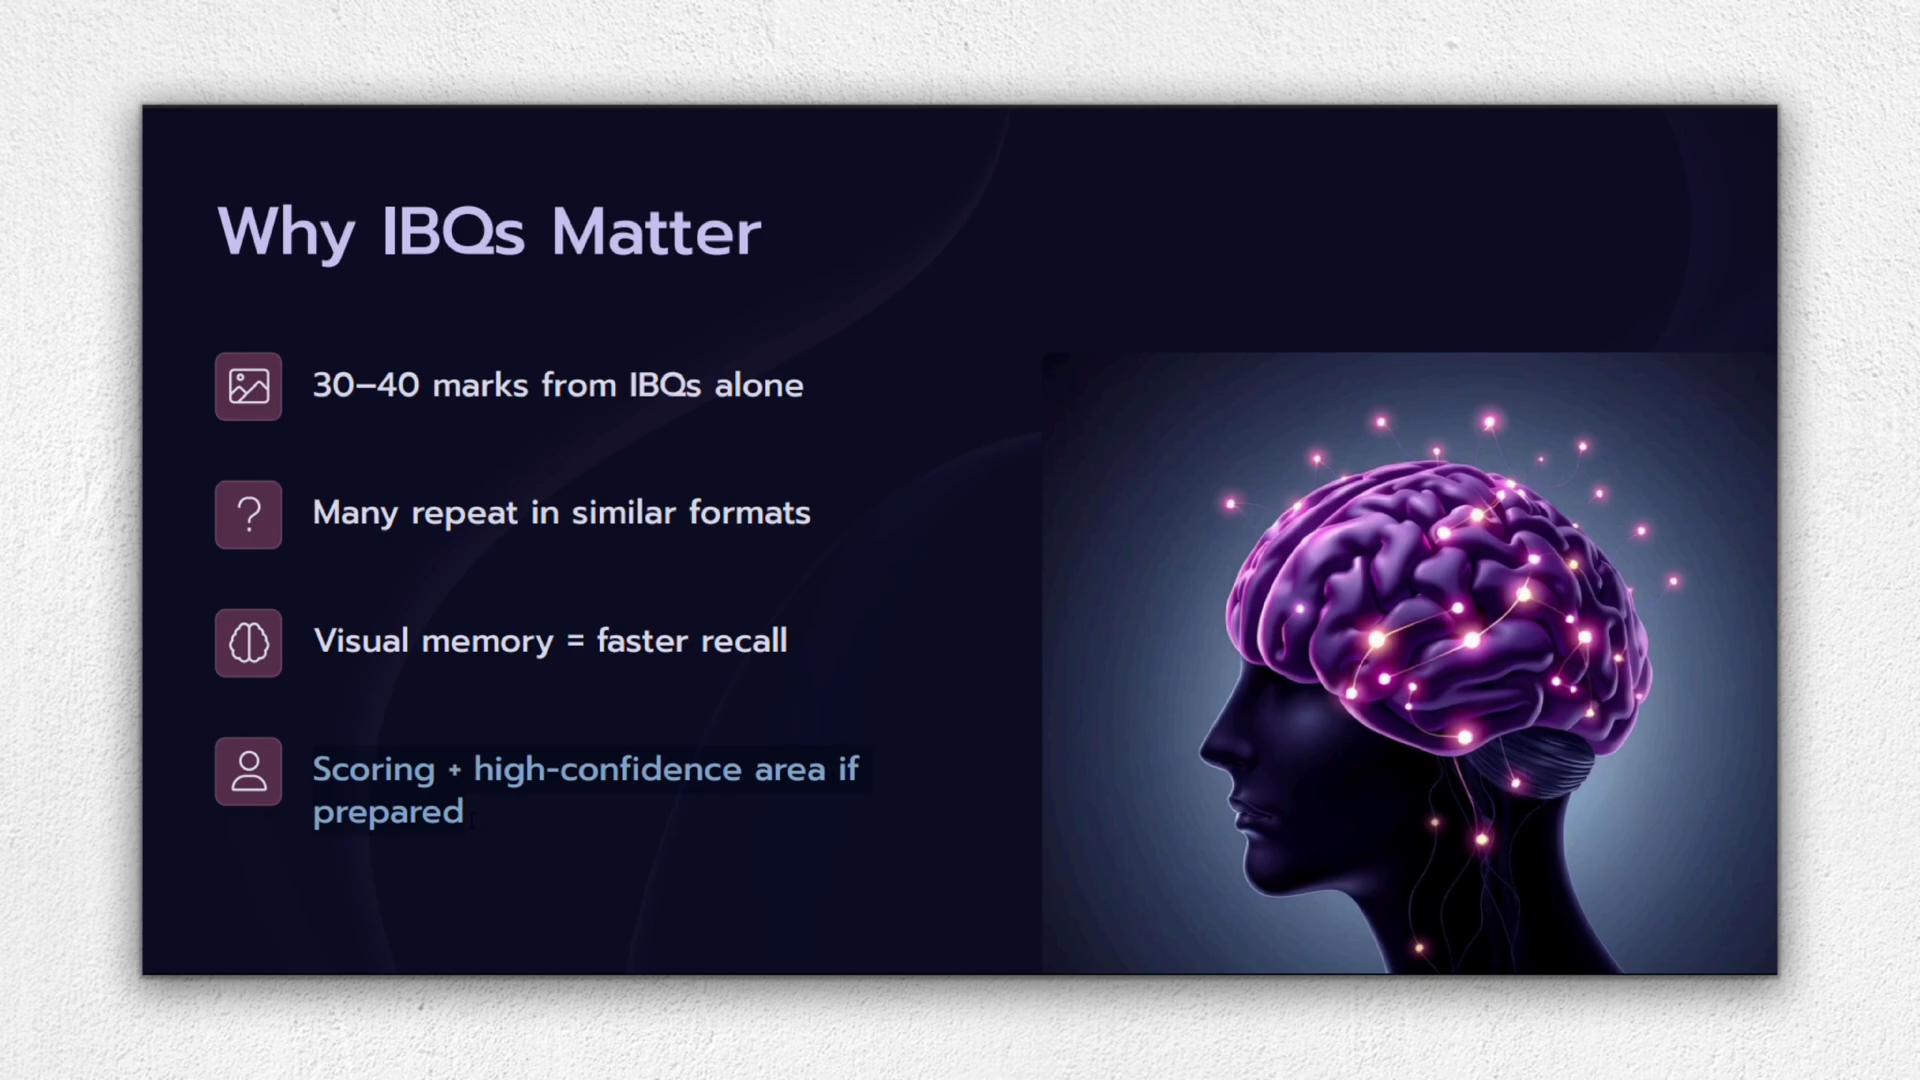 Why IBQs Matter
30–40 marks from IBQs alone
Many repeat in similar formats
Visual memory = faster recall
Scoring + high-confidence area if
prepared